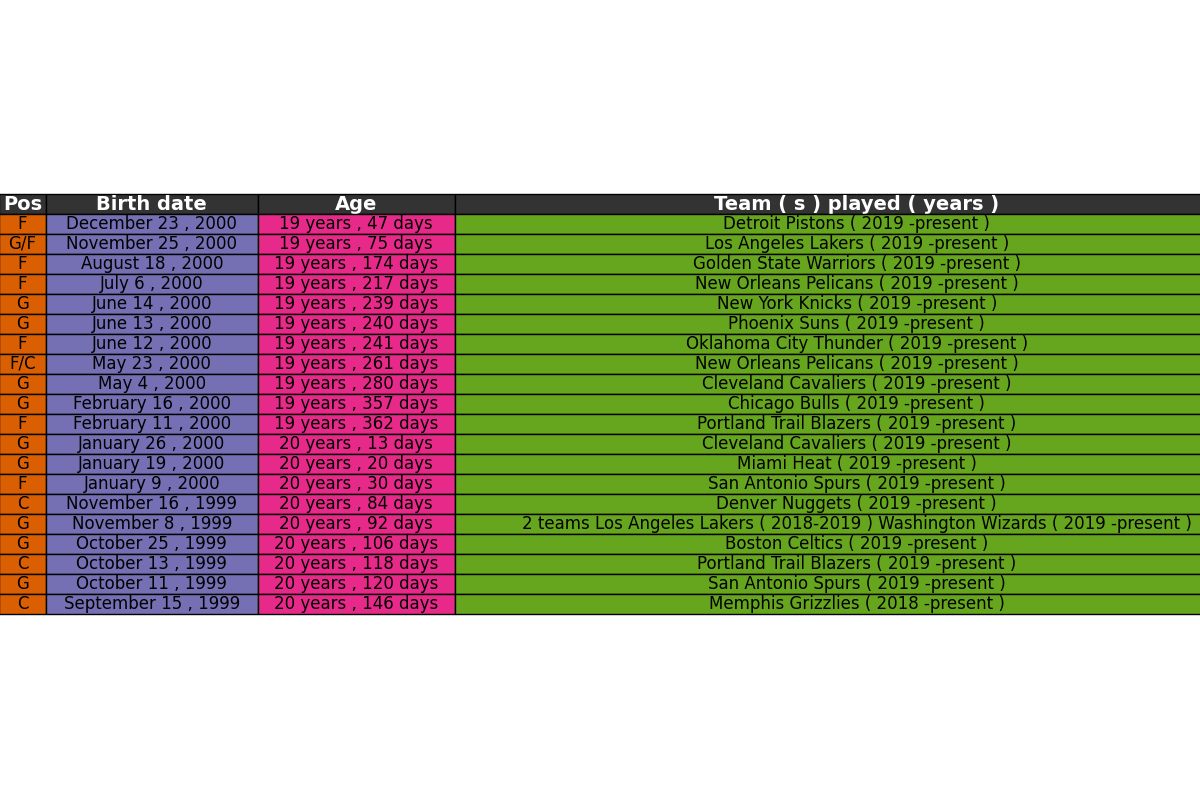 Pos Birth date Age Team ( s ) played ( years )
F December 23 , 2000 19 years , 47 days Detroit Pistons ( 2019 -present )
G/F November 25 , 2000 19 years , 75 days Los Angeles Lakers ( 2019 -present )
F August 18 , 2000 19 years , 174 days Golden State Warriors ( 2019 -present )
F July 6 , 2000 19 years , 217 days New Orleans Pelicans ( 2019 -present )
G June 14 , 2000 19 years , 239 days New York Knicks ( 2019 -present )
G June 13 , 2000 19 years , 240 days Phoenix Suns ( 2019 -present )
F June 12 , 2000 19 years , 241 days Oklahoma City Thunder ( 2019 -present )
F/C May 23 , 2000 19 years , 261 days New Orleans Pelicans ( 2019 -present )
G May 4 , 2000 19 years , 280 days Cleveland Cavaliers ( 2019 -present )
G February 16 , 2000 19 years , 357 days Chicago Bulls ( 2019 -present )
F February 11 , 2000 19 years , 362 days Portland Trail Blazers ( 2019 -present )
G January 26 , 2000 20 years , 13 days Cleveland Cavaliers ( 2019 -present )
G January 19 , 2000 20 years , 20 days Miami Heat ( 2019 -present )
F January 9 , 2000 20 years , 30 days San Antonio Spurs ( 2019 -present )
C November 16 , 1999 20 years , 84 days Denver Nuggets ( 2019 -present )
G November 8 , 1999 20 years , 92 days 2 teams Los Angeles Lakers ( 2018-2019 ) Washington Wizards ( 2019 -present )
G October 25 , 1999 20 years , 106 days Boston Celtics ( 2019 -present )
C October 13 , 1999 20 years , 118 days Portland Trail Blazers ( 2019 -present )
G October 11 , 1999 20 years , 120 days San Antonio Spurs ( 2019 -present )
C September 15 , 1999 20 years , 146 days Memphis Grizzlies ( 2018 -present )